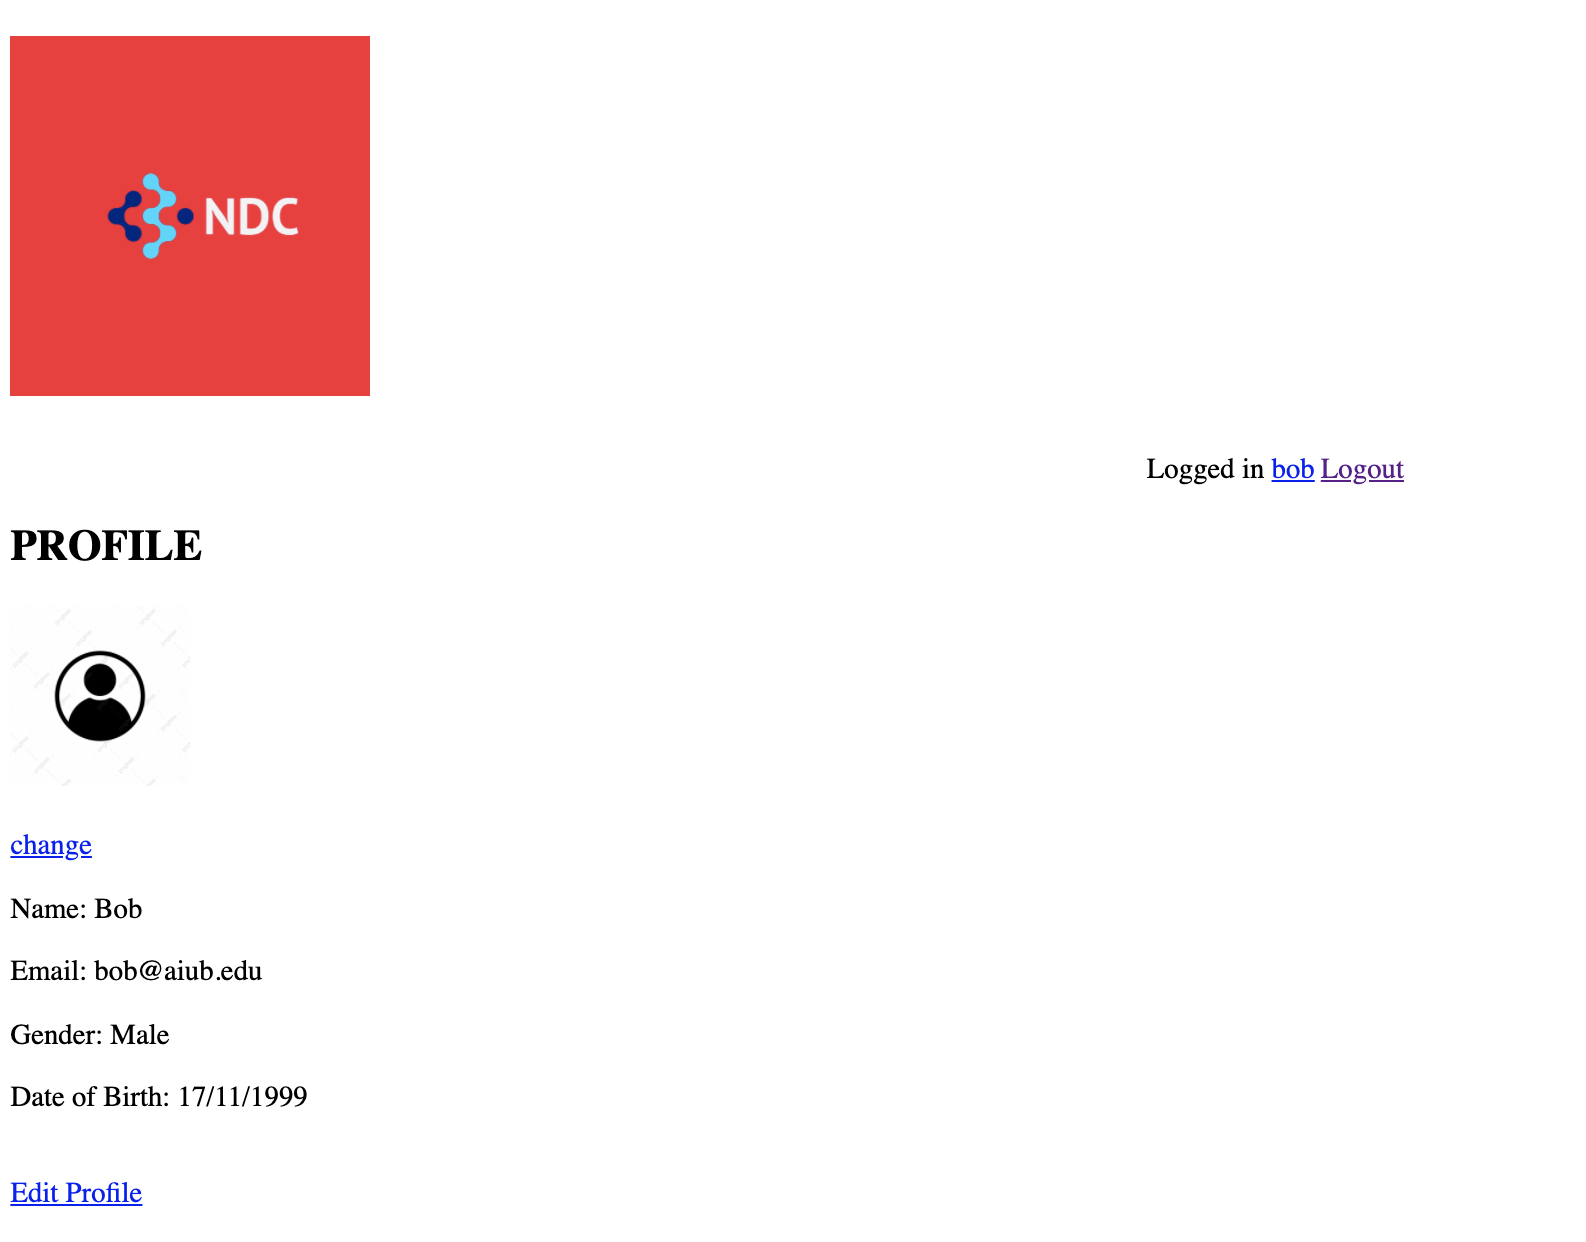 NDC
Logged in bob Logout
PROFILE
change
Name: Bob
Email: bob@aiub.edu
Gender: Male
Date of Birth: 17/11/1999
Edit Profile